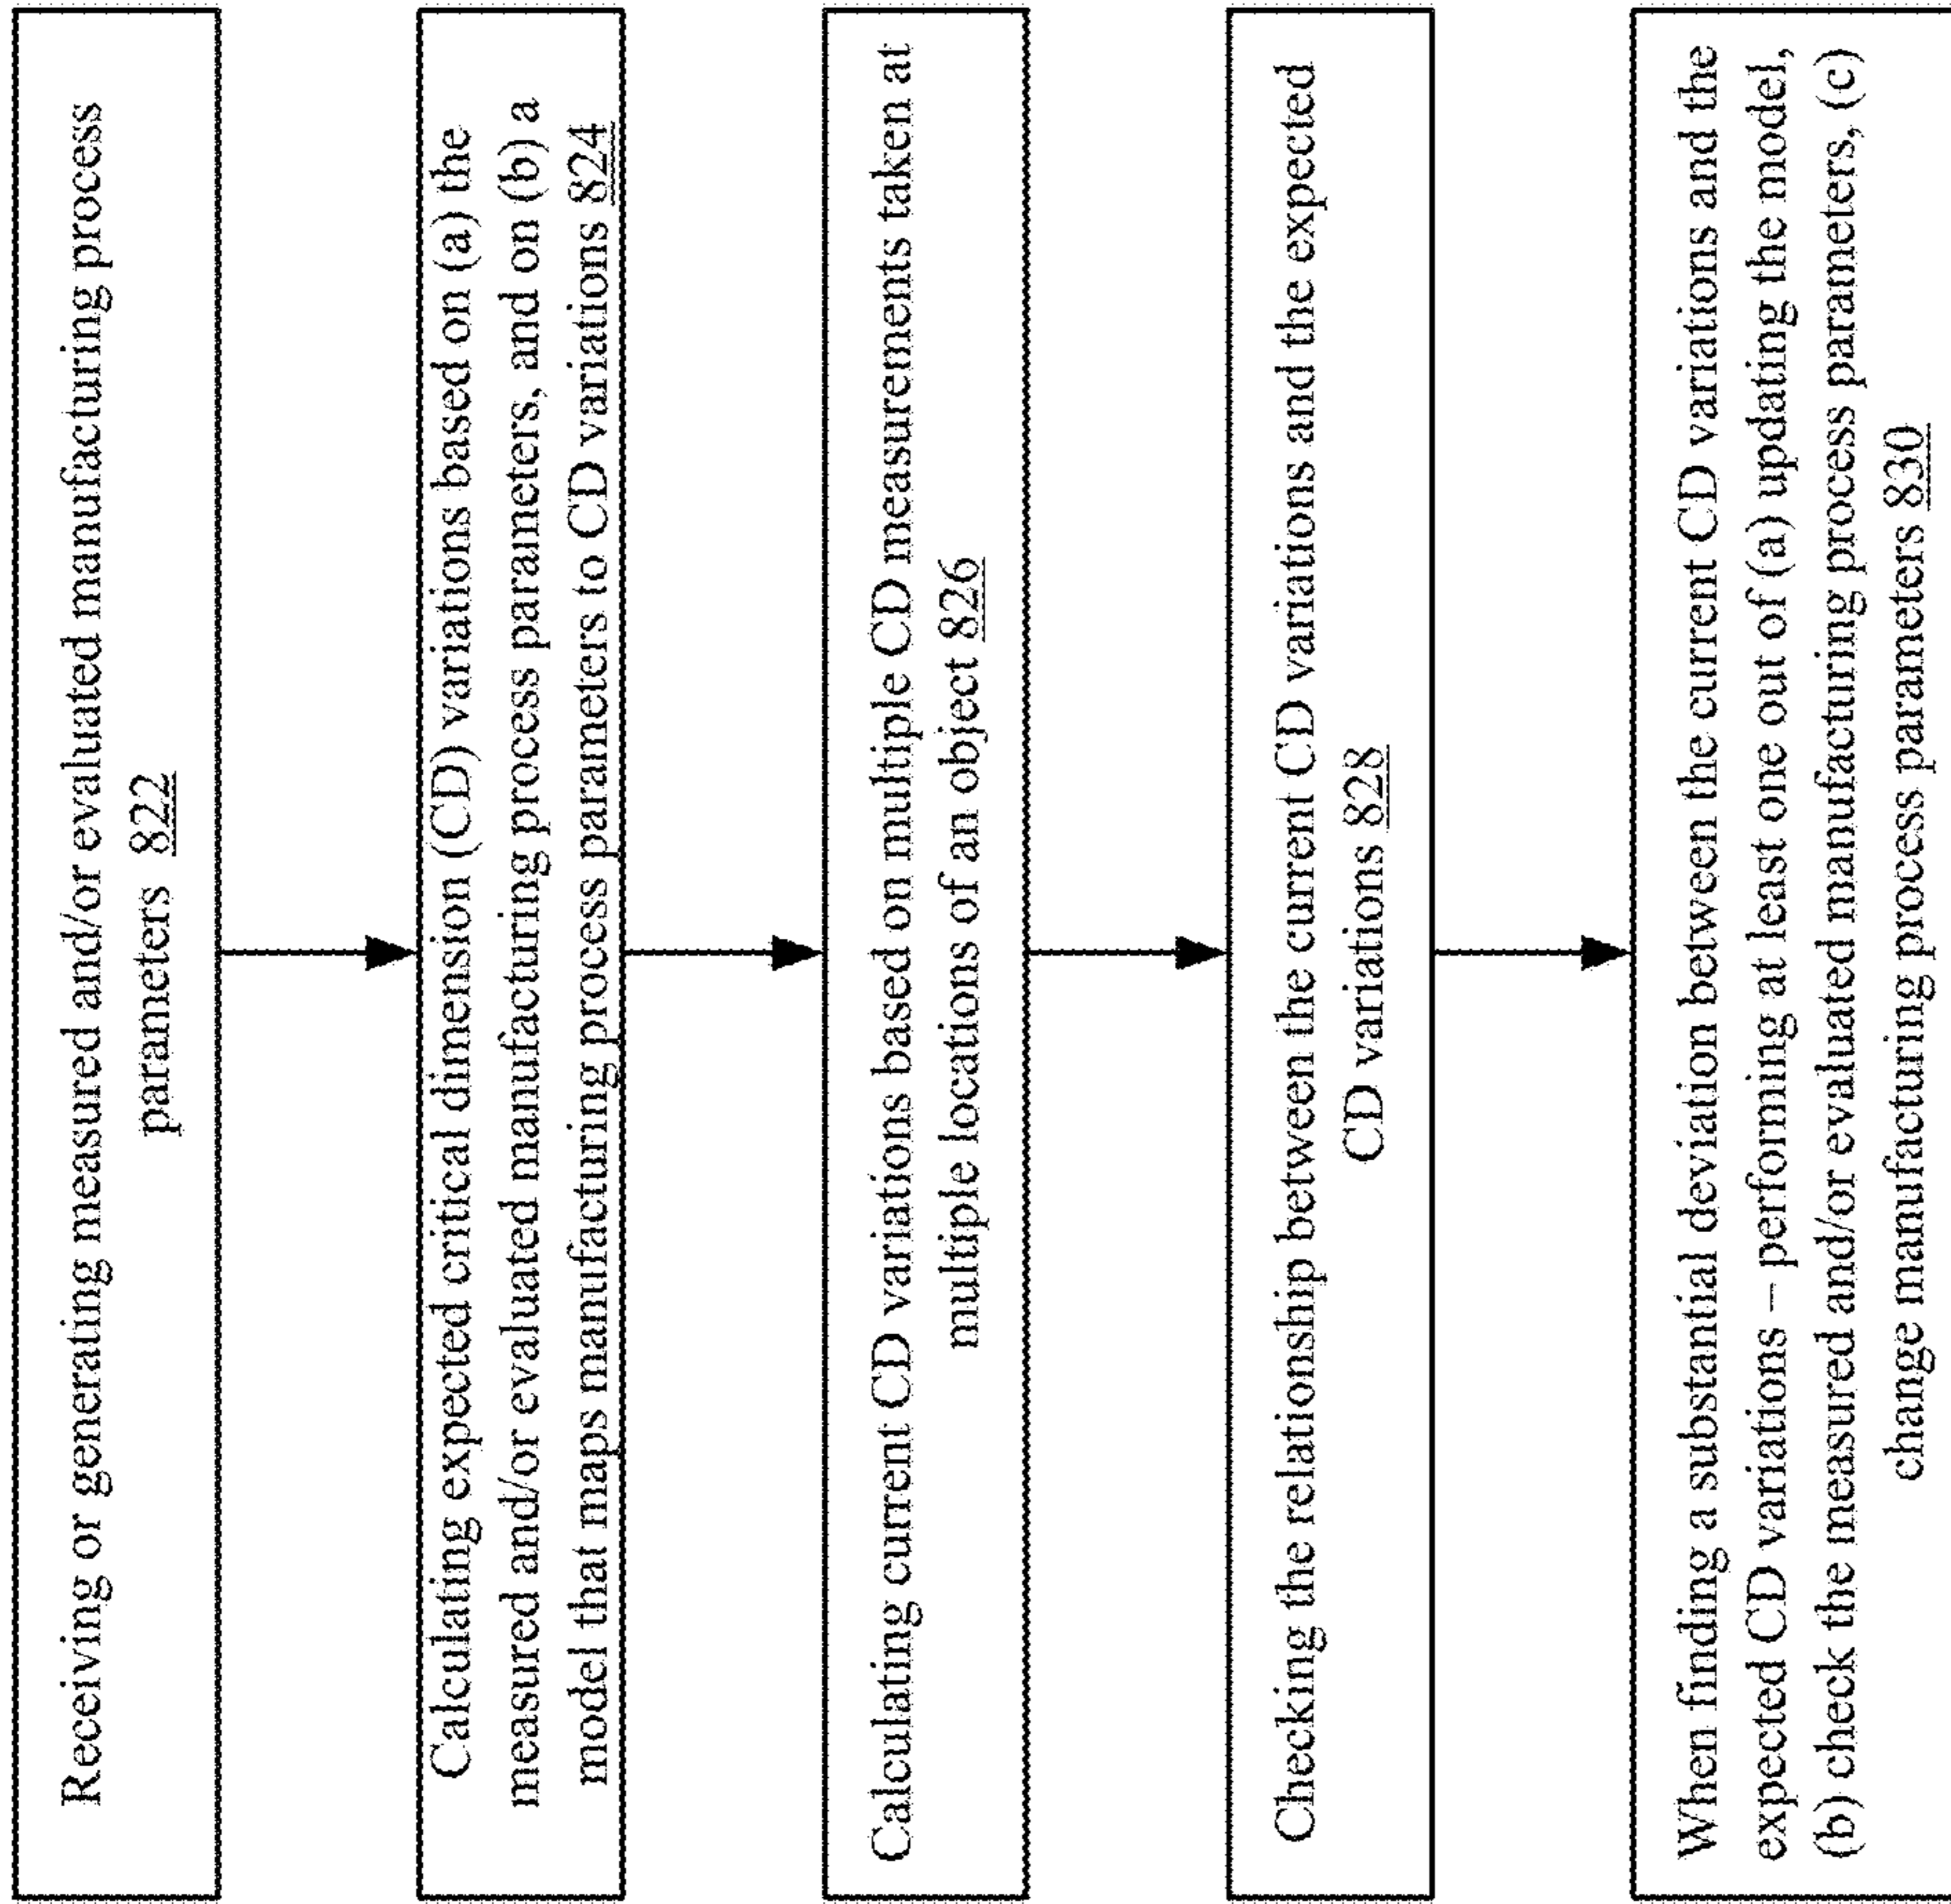 Receiving or generating measured and/or evaluated manufacturing process
parameters 822
Calculating expected critical dimension (CD) variations based on (a) the
measured and/or evaluated manufacturing process parameters, and on (b) a
model that maps manufacturing process parameters to CD variations 824
Calculating current CD variations based on multiple CD measurements taken at
multiple locations of an object 826
Checking the relationship between the current CD variations and the expected
CD variations 828
When finding a substantial deviation between the current CD variations and the
expected CD variations – performing at least one out of (a) updating the model,
(b) check the measured and/or evaluated manufacturing process parameters, (c)
change manufacturing process parameters 830